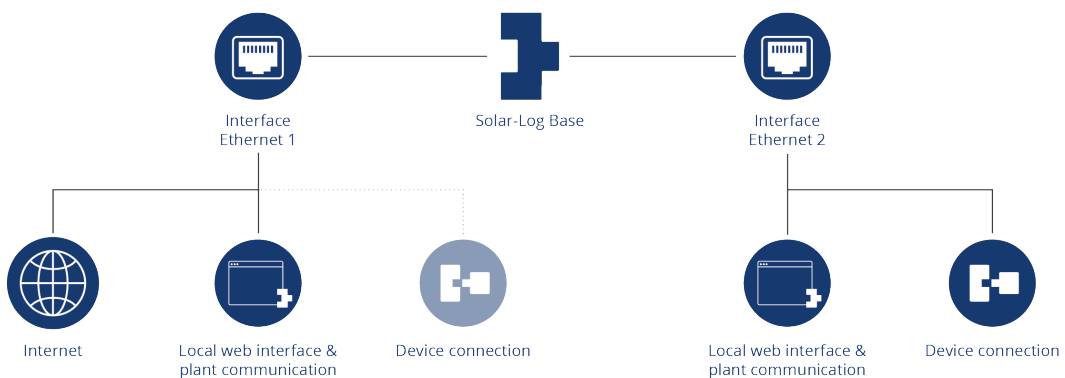 Interface
Ethernet 1
Solar-Log Base
Interface
Ethernet 2
Internet
Local web interface &
plant communication
Device connection
Local web interface &
plant communication
Device connection